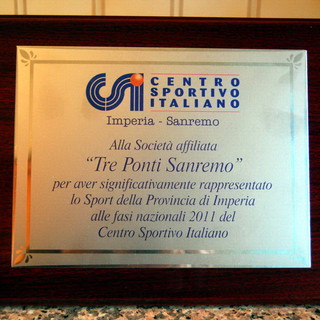 CSI CENTRO
SPORTIVO
ITALIANO
Imperia - Sanremo
Alla Società affiliata
“Tre Ponti Sanremo”
per aver significativamente rappresentato
lo Sport della Provincia di Imperia
alle fasi nazionali 2011 del
Centro Sportivo Italiano